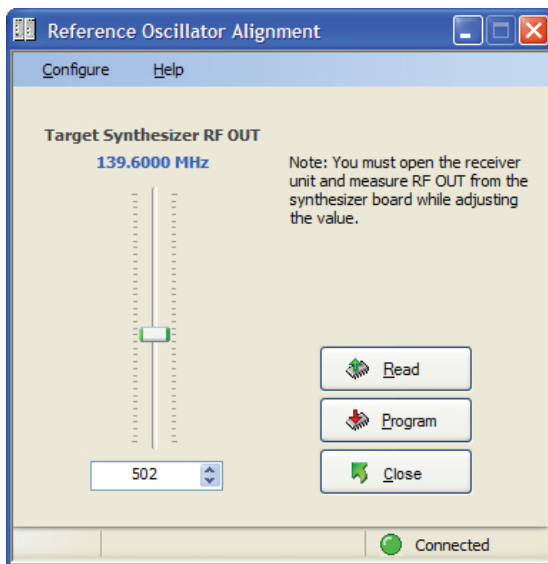 Reference Oscillator Alignment
Configure Help
Target Synthesizer RF OUT
139.6000 MHz
Note: You must open the receiver
unit and measure RF OUT from the
synthesizer board while adjusting
the value.
Read
Program
502
Close
Connected